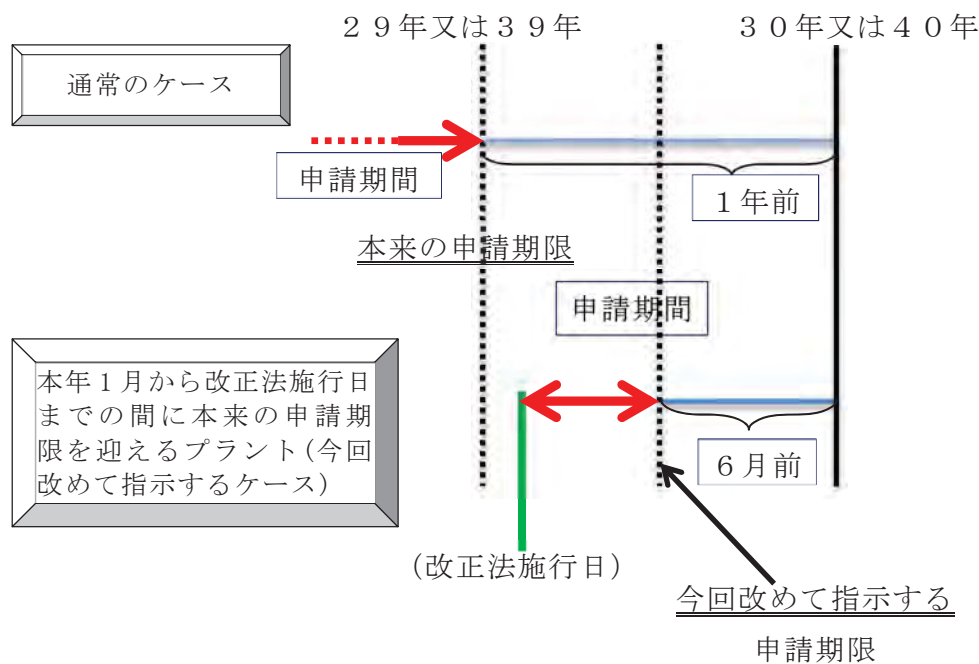 ２９年又は３９年
３０年又は４０年
通常のケース
申請期間
１年前
本来の申請期限
申請期間
本年１月から改正法施行日
までの間に本来の申請期
限を迎えるプラント(今回
改めて指示するケース)
６月前
(改正法施行日)
今回改めて指示する
申請期限